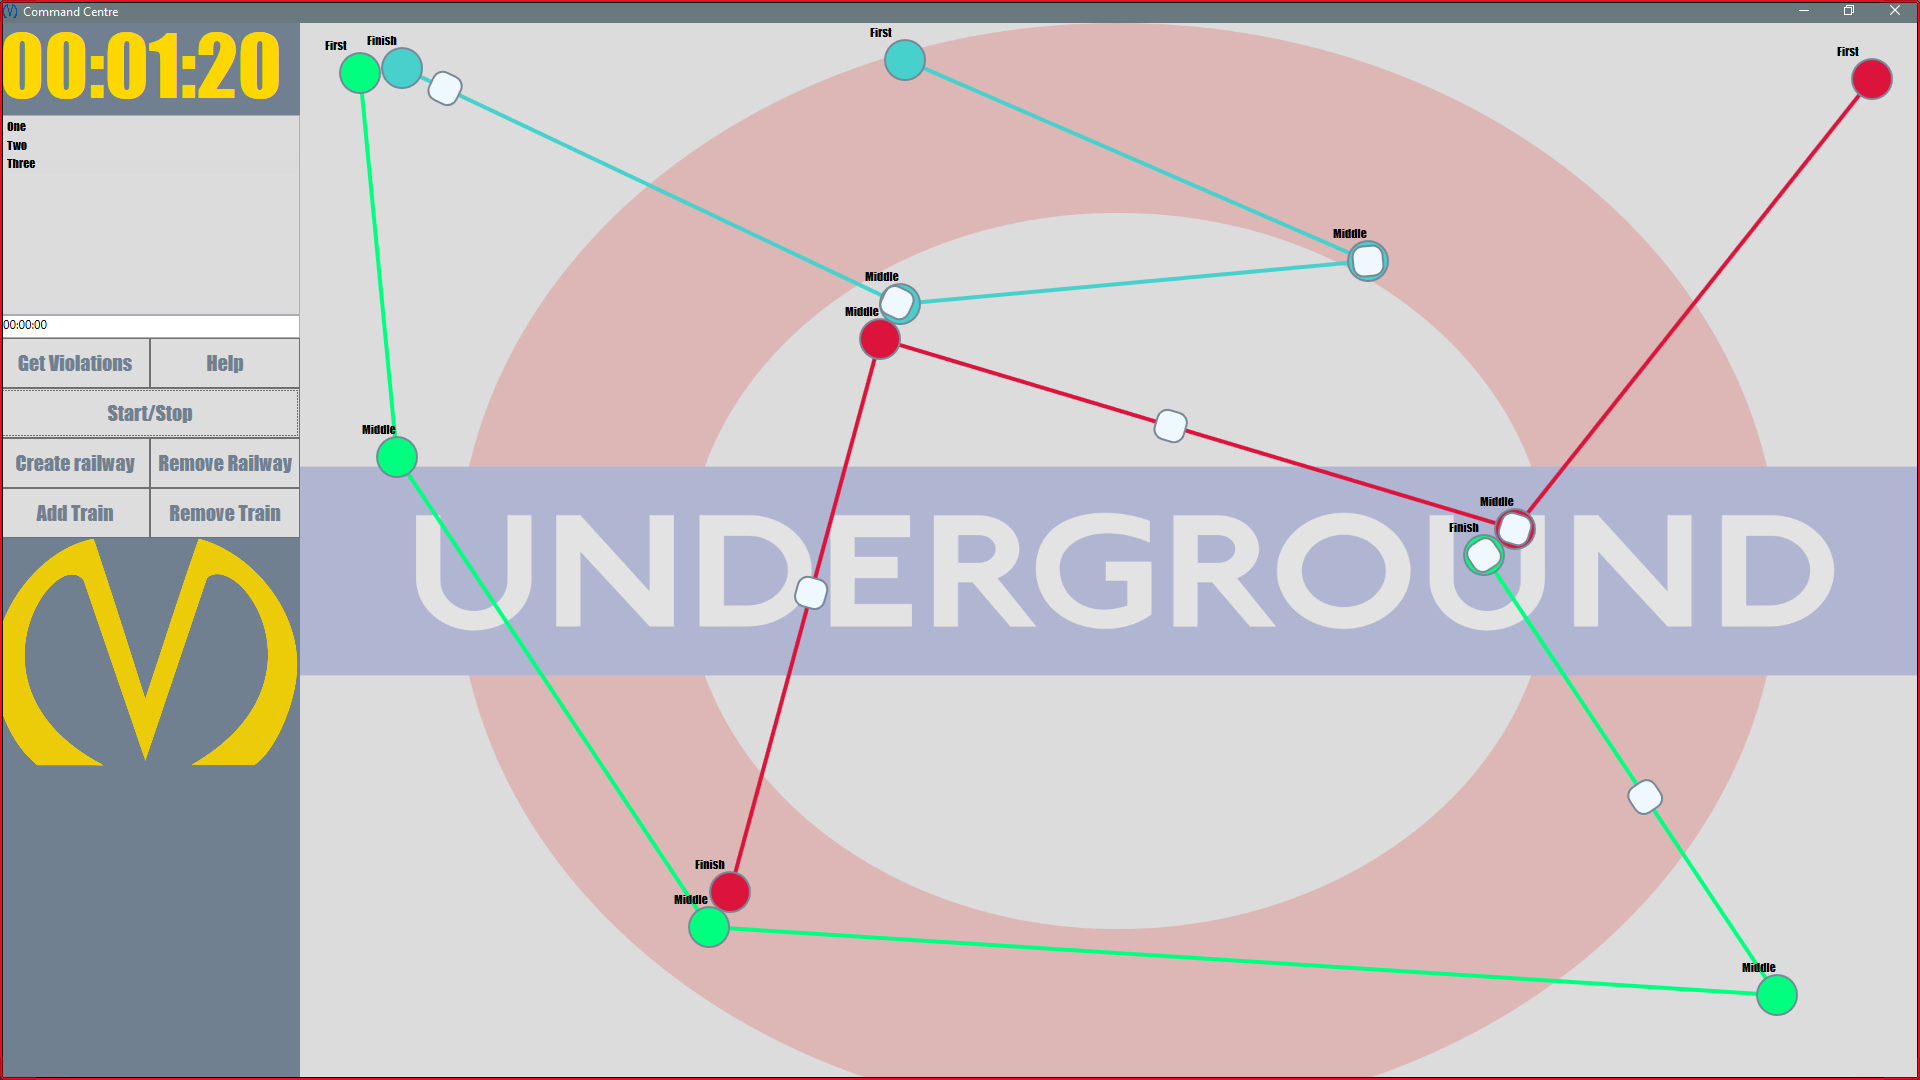 Command Centre
00:01:20
One
Two
Three
00:00:00
Get Violations
Help
Start/Stop
Create railway
Remove Railway
Add Train
Remove Train
First
Finish
First
First
Middle
Middle
Middle
Middle
Middle
Finish
UNDERGROUND
Finish
Middle
Middle